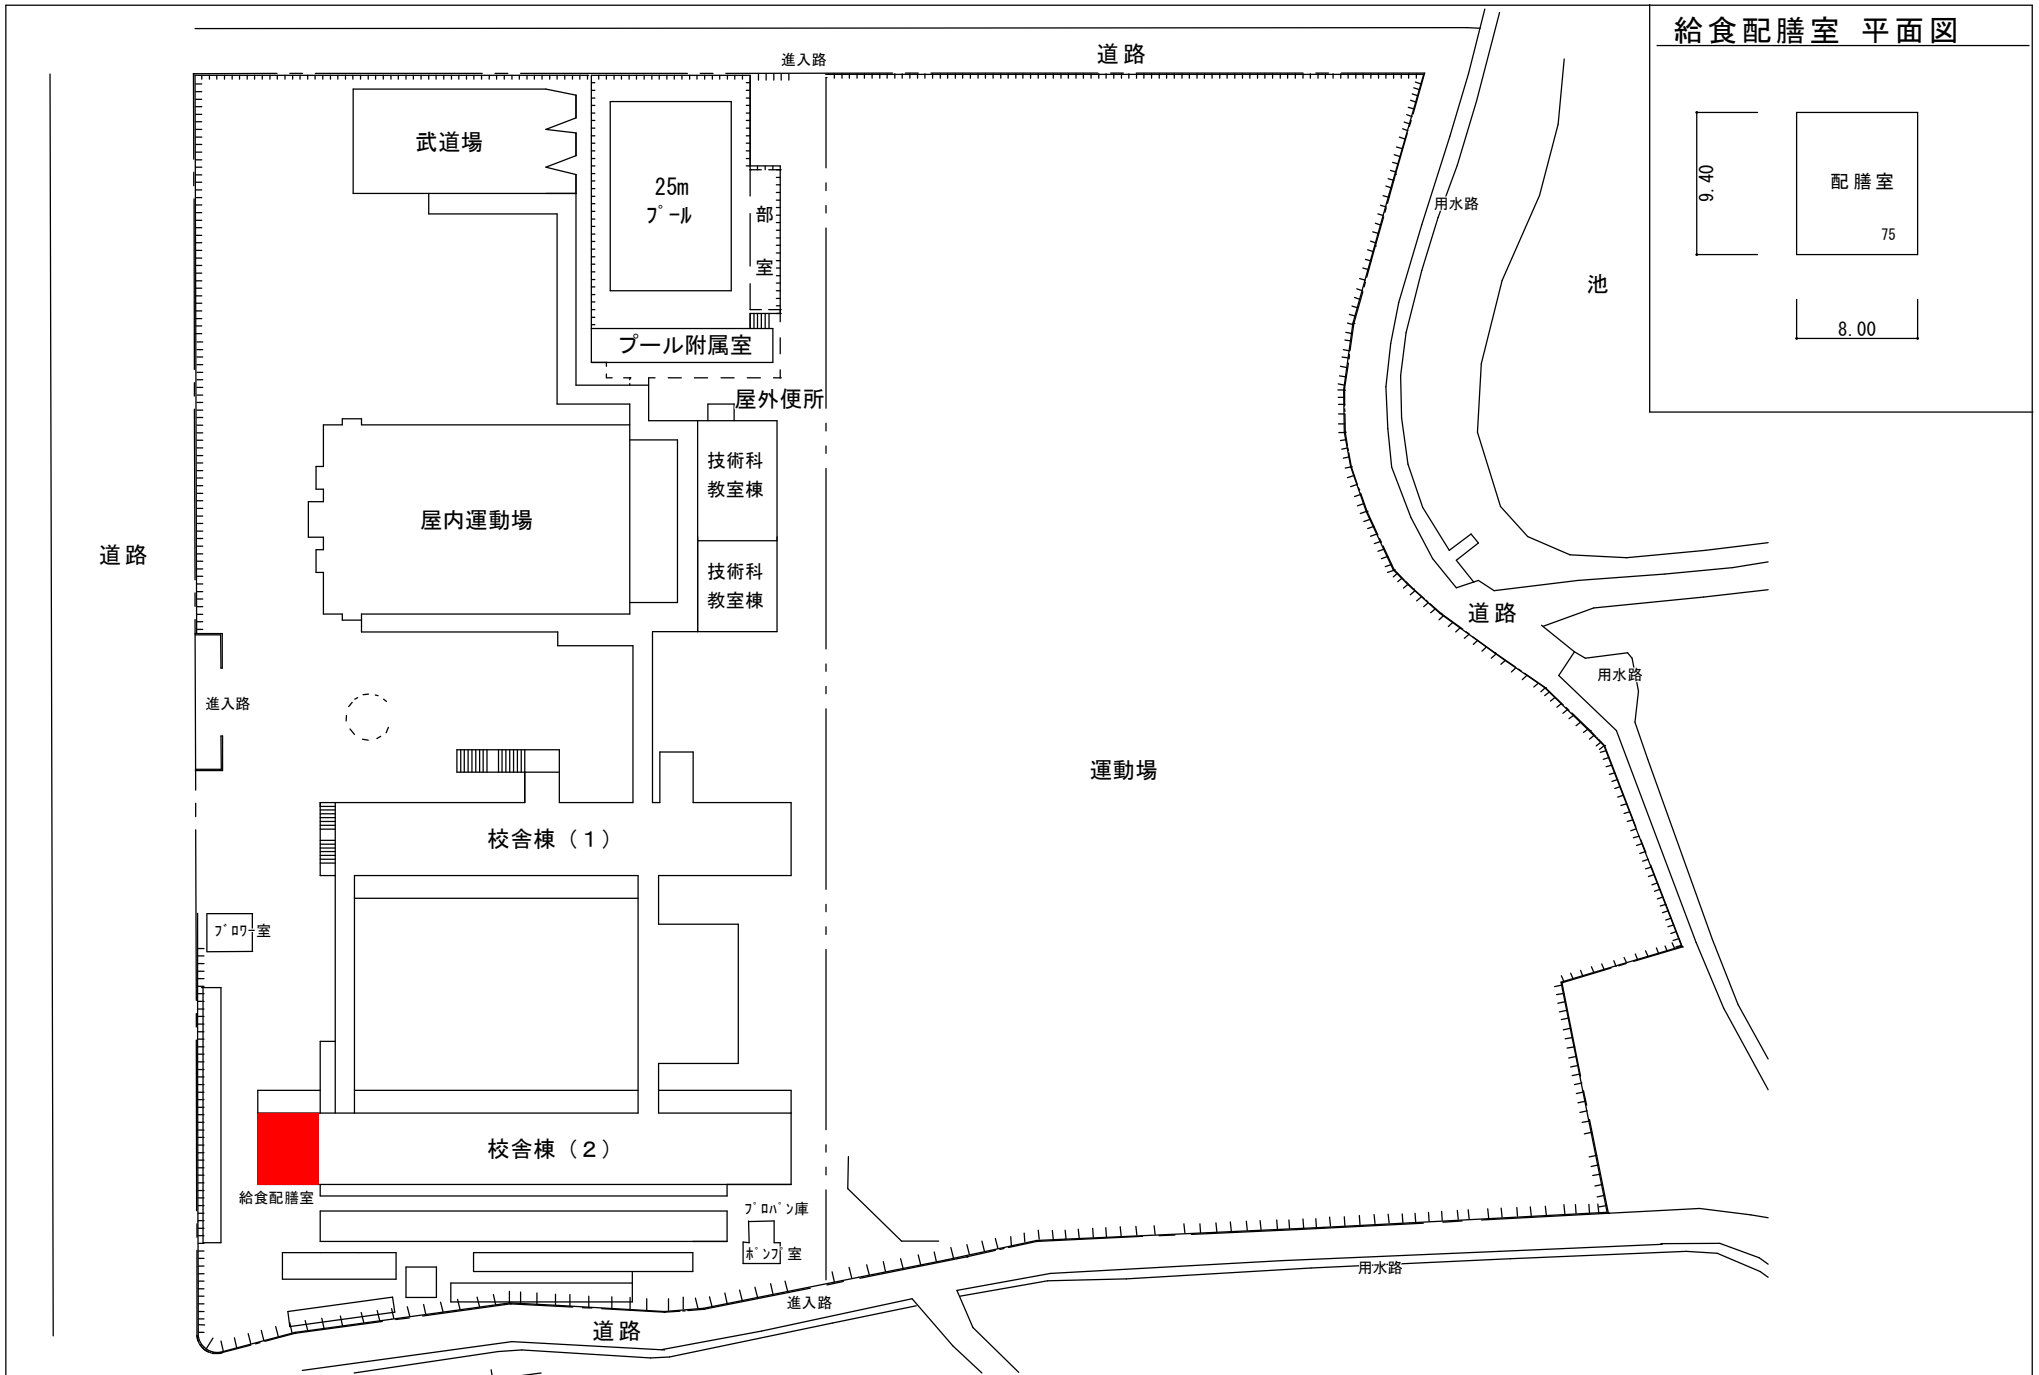 給食配膳室 平面図
道路
進入路
武道場
25m
ﾌﾟｰﾙ
部
室
用水路
9.40
配膳室
75
8.00
池
プール附属室
屋外便所
技術科
教室棟
屋内運動場
道路
技術科
教室棟
道路
用水路
進入路
運動場
校舎棟（１）
ﾌﾞﾛﾜｰ室
校舎棟（２）
給食配膳室
ﾌﾟﾛﾊﾟﾝ庫
ﾎﾟﾝﾌﾟ室
用水路
進入路
道路